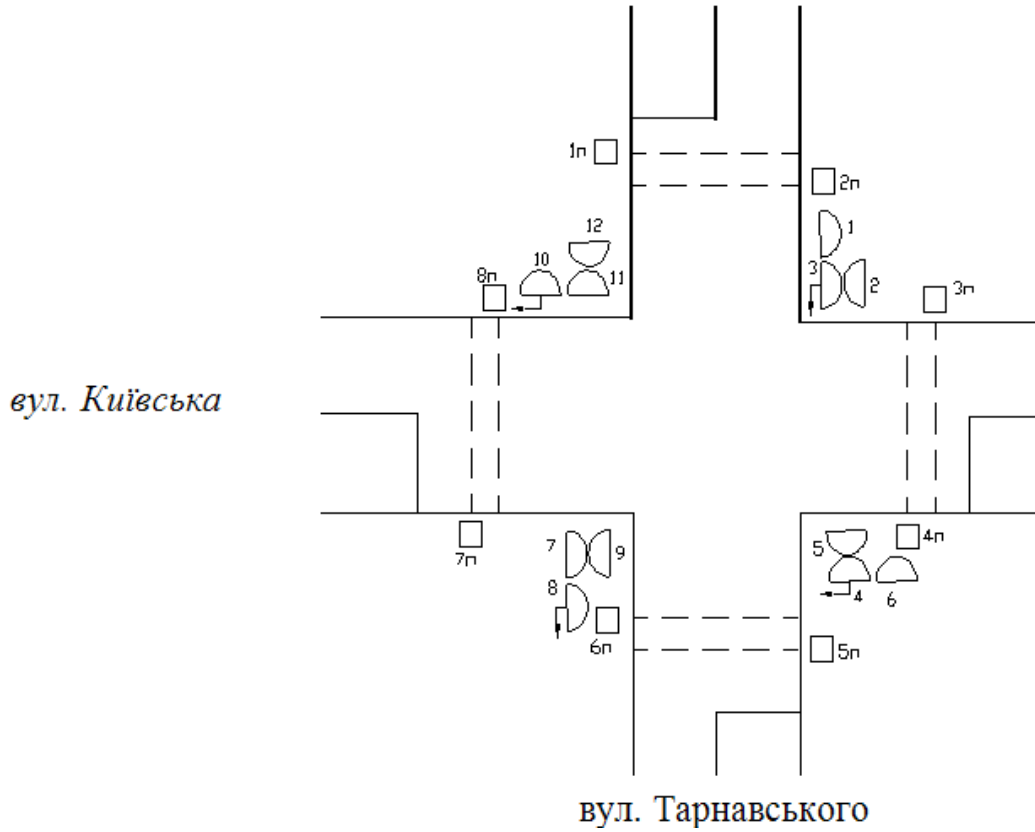 1п
2п
1
12
10
3
8п
11
2
3п
вул. Київська
7
9
5
4п
7п
8
4
6
6п
5п
вул. Тарнавського